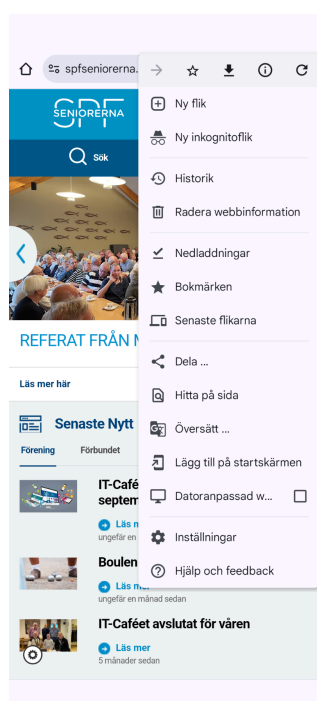 spfseniorerna.
Ny flik
SPF
SENIORERNA
Ny inkognitoflik
Sök
Historik
Radera webbinformation
Nedladdningar
Bokmärken
Senaste flikarna
REFERAT FRÅN
Dela ...
Läs mer här
Hitta på sida
Senaste Nytt
Översätt ...
Förening
Förbundet
Lägg till på startskärmen
IT-Café
septem
Datoranpassad w...
Läs
ungefär en
Inställningar
Boulen
Hjälp och feedback
Läs
ungefär en månad sedan
IT-Caféet avslutat för våren
Läs mer
5 månader sedan